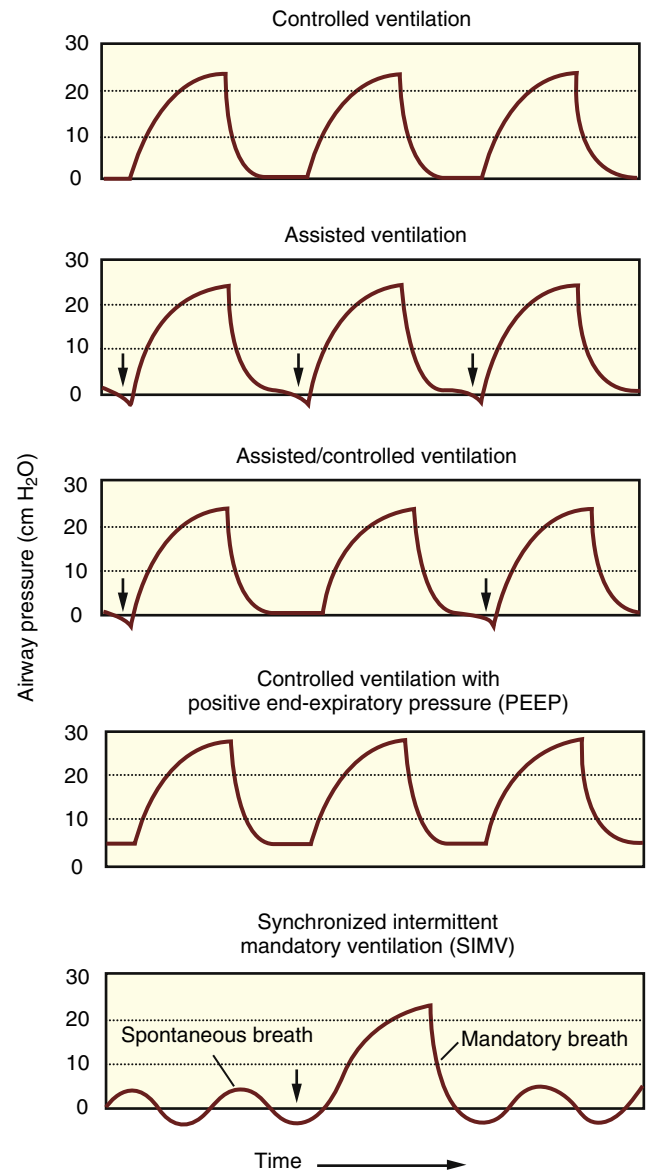 Controlled ventilation
30
20
10
0
Assisted ventilation
30
20
10
0
Assisted/controlled ventilation
30
20
10
0
Airway pressure (cm H₂O)
Controlled ventilation with
positive end-expiratory pressure (PEEP)
30
20
10
0
Synchronized intermittent
mandatory ventilation (SIMV)
30
20
Spontaneous breath
Mandatory breath
10
0
Time